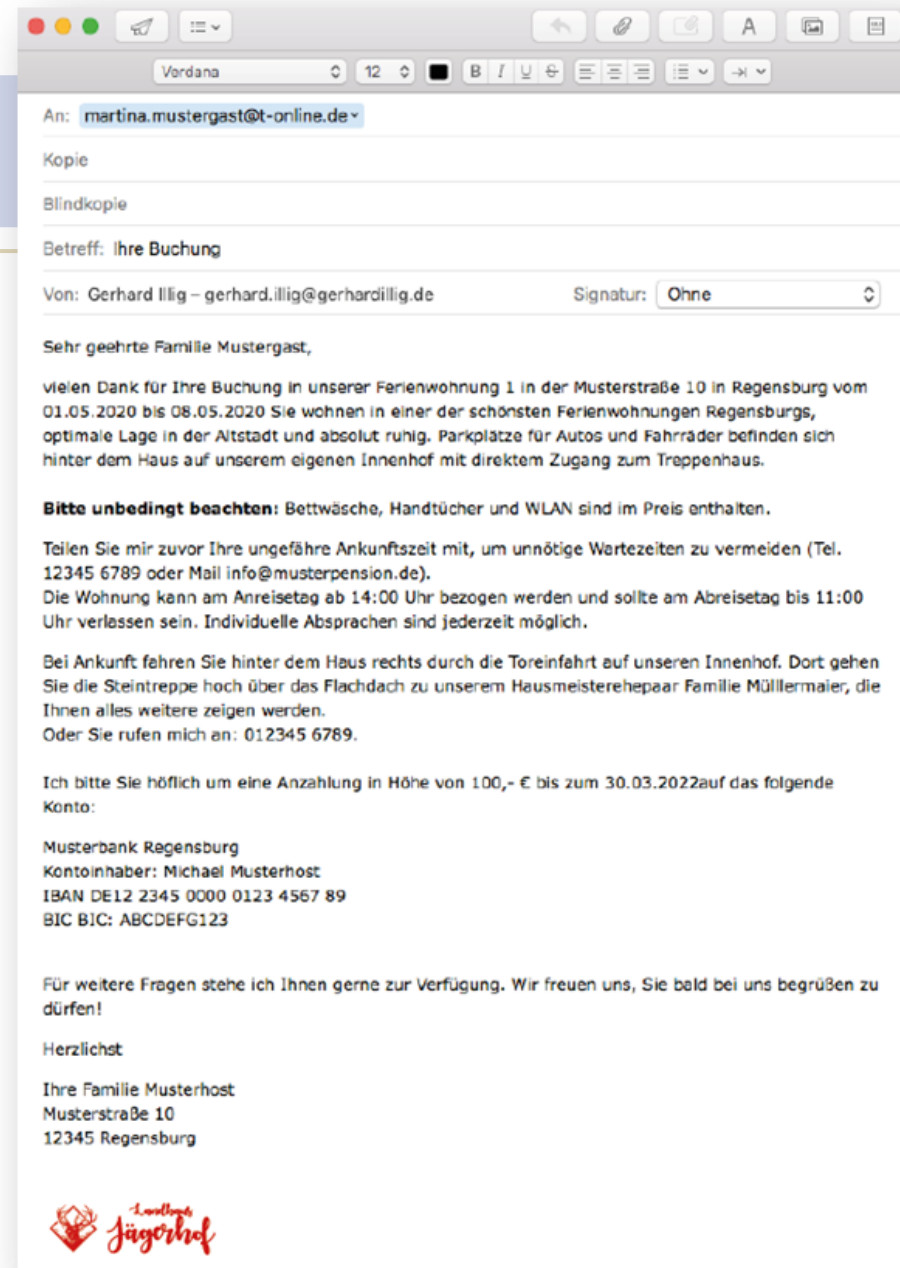 Verdana 12 B I U S
A
An: martina.mustergast@t-online.de
Kopie
Blindkopie
Betreff: Ihre Buchung
Von: Gerhard Illig – gerhard.illig@gerhardillig.de Signatur: Ohne
Sehr geehrte Familie Mustergast,
vielen Dank für Ihre Buchung in unserer Ferienwohnung 1 in der Musterstraße 10 in Regensburg vom
01.05.2020 bis 08.05.2020 Sie wohnen in einer der schönsten Ferienwohnungen Regensburgs,
optimale Lage in der Altstadt und absolut ruhig. Parkplätze für Autos und Fahrräder befinden sich
hinter dem Haus auf unserem eigenen Innenhof mit direktem Zugang zum Treppenhaus.
Bitte unbedingt beachten: Bettwäsche, Handtücher und WLAN sind im Preis enthalten.
Teilen Sie mir zuvor Ihre ungefähre Ankunftszeit mit, um unnötige Wartezeiten zu vermeiden (Tel.
12345 6789 oder Mail info@musterpension.de).
Die Wohnung kann am Anreisetag ab 14:00 Uhr bezogen werden und sollte am Abreisetag bis 11:00
Uhr verlassen sein. Individuelle Absprachen sind jederzeit möglich.
Bei Ankunft fahren Sie hinter dem Haus rechts durch die Toreinfahrt auf unseren Innenhof. Dort gehen
Sie die Steintreppe hoch über das Flachdach zu unserem Hausmeisterehepaar Familie Mülllermaier, die
Ihnen alles weitere zeigen werden.
Oder Sie rufen mich an: 012345 6789.
Ich bitte Sie höflich um eine Anzahlung in Höhe von 100,- € bis zum 30.03.2022auf das folgende
Konto:
Musterbank Regensburg
Kontoinhaber: Michael Musterhost
IBAN DE12 2345 0000 0123 4567 89
BIC BIC: ABCDEFG123
Für weitere Fragen stehe ich Ihnen gerne zur Verfügung. Wir freuen uns, Sie bald bei uns begrüßen zu
dürfen!
Herzlichst
Ihre Familie Musterhost
Musterstraße 10
12345 Regensburg
Landhaus
Jägerhof